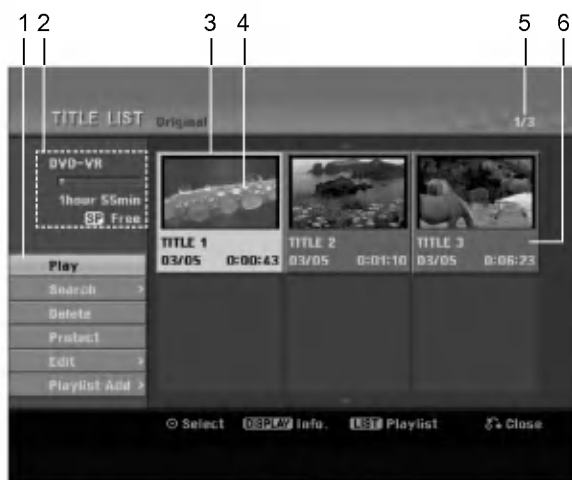 1 2 3 4 5 6
TITLE LIST Original 1/3
DVD-VR
1hour 55min
SP Free
Play
Search >
Delete
Protect
Edit >
Playlist Add >
TITLE 1
03/05 0:00:43
TITLE 2
03/05 0:01:10
TITLE 3
03/05 0:06:23
Select DISPLAY Info. LIST Playlist Close